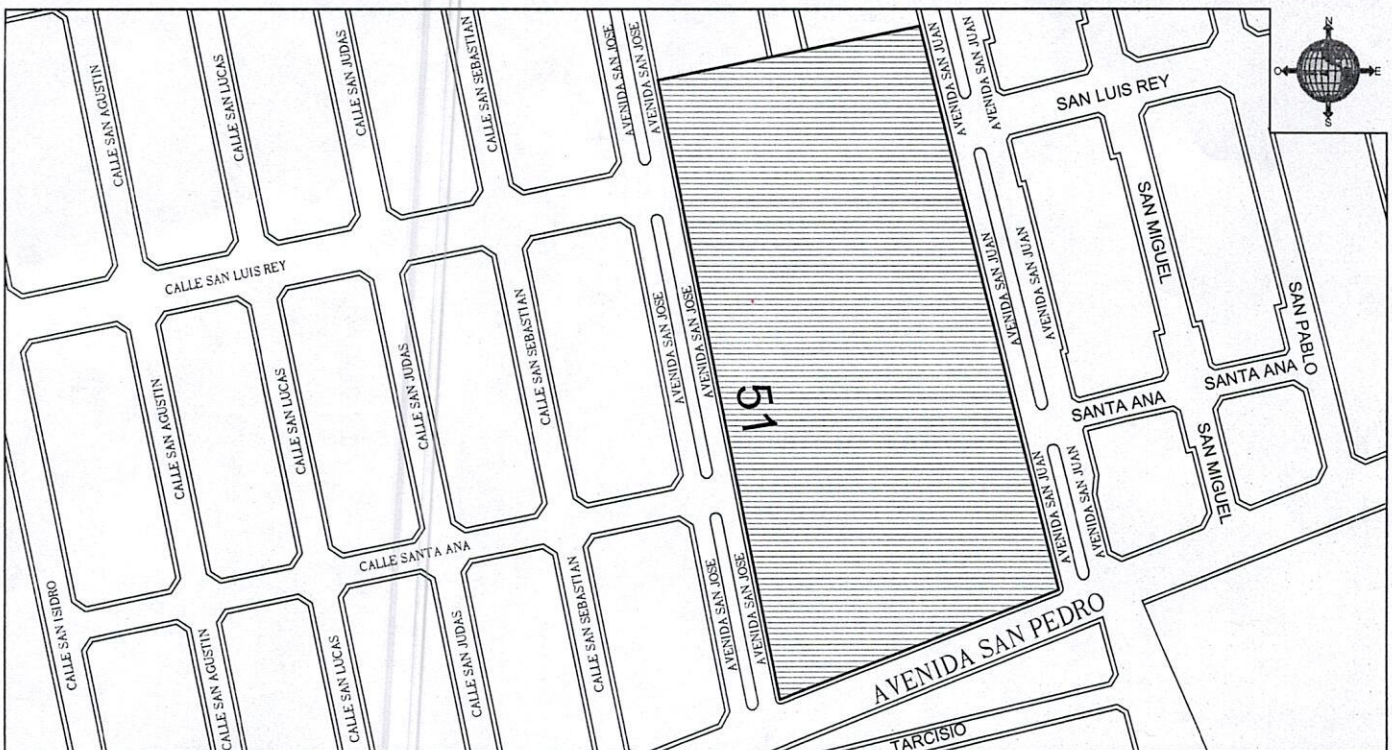 CALLE SAN AGUSTIN
CALLE SAN LUCAS
CALLE SAN JUDAS
CALLE SAN SEBASTIAN
AVENIDA SAN JOSE
AVENIDA SAN JOSE
AVENIDA SAN JUAN
AVENIDA SAN JUAN
SAN LUIS REY
N
O
E
S
CALLE SAN LUIS REY
SAN MIGUEL
SAN PABLO
CALLE SAN AGUSTIN
CALLE SAN LUCAS
CALLE SAN JUDAS
CALLE SAN SEBASTIAN
AVENIDA SAN JOSE
AVENIDA SAN JOSE
51
AVENIDA SAN JUAN
AVENIDA SAN JUAN
SANTA ANA
SANTA ANA
SAN MIGUEL
CALLE SANTA ANA
CALLE SAN ISIDRO
CALLE SAN AGUSTIN
CALLE SAN LUCAS
CALLE SAN JUDAS
CALLE SAN SEBASTIAN
AVENIDA SAN JOSE
AVENIDA SAN JOSE
AVENIDA SAN JUAN
AVENIDA SAN JUAN
AVENIDA SAN PEDRO
TARCISIO